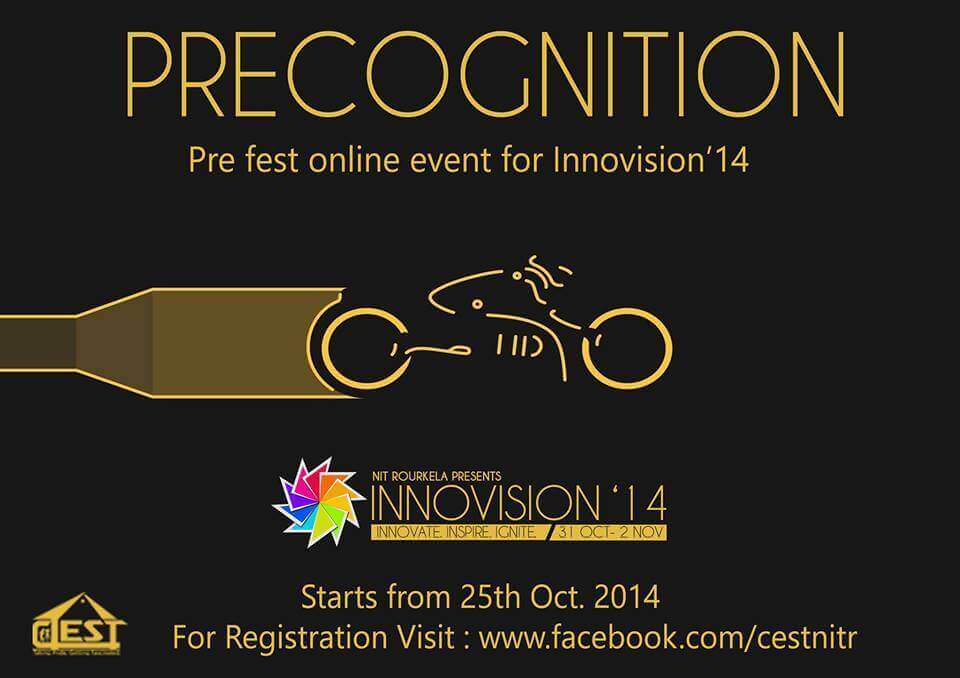 PRECOGNITION
Pre fest online event for Innovision'14
NIT ROURKELA PRESENTS
INNOVISION '14
INNOVATE. INSPIRE. IGNITE. / 31 OCT- 2 NOV
Starts from 25th Oct. 2014
CEST
For Registration Visit : www.facebook.com/cestnitr